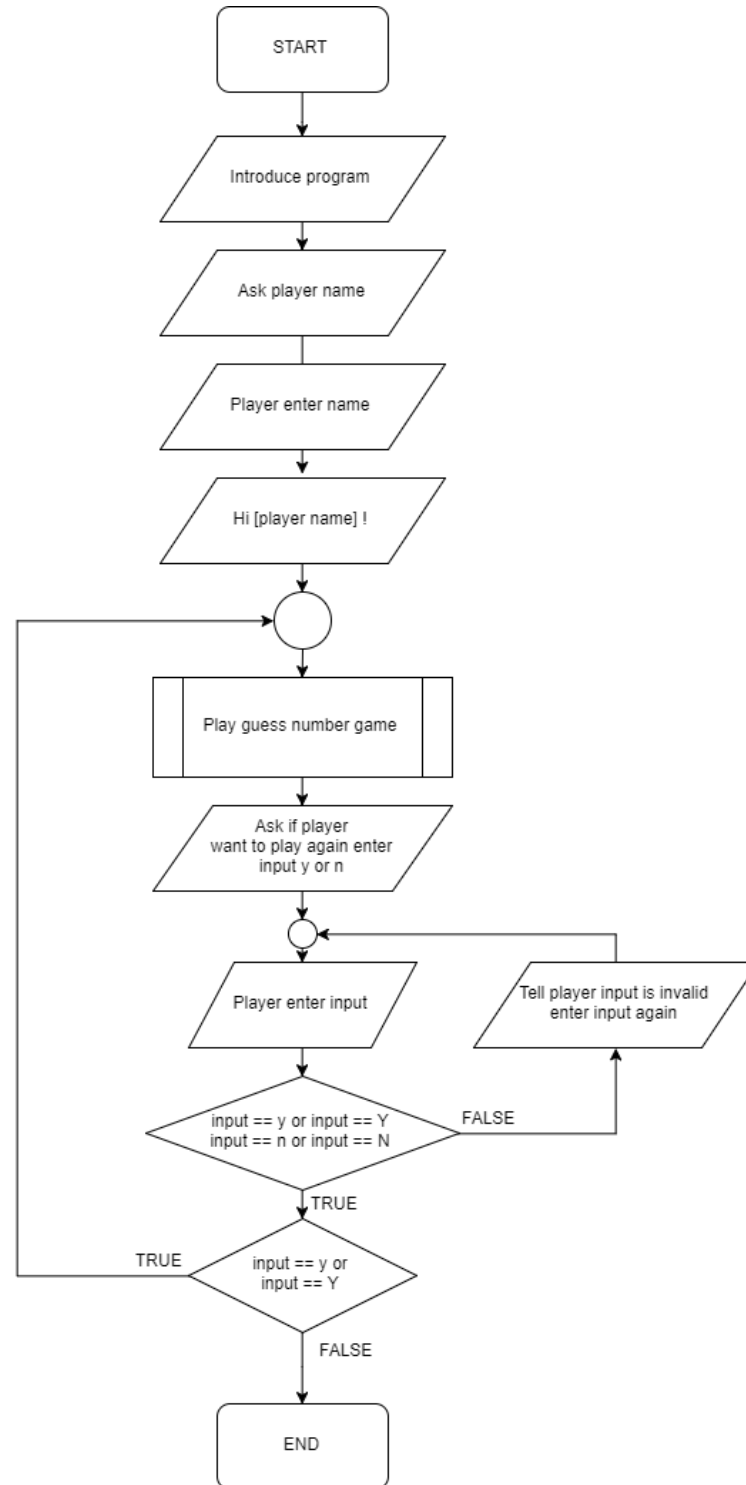 START
Introduce program
Ask player name
Player enter name
Hi [player name] !
Play guess number game
Ask if player
want to play again enter
input y or n
Player enter input
Tell player input is invalid
enter input again
input == y or input == Y
input == n or input == N
FALSE
TRUE
TRUE
input == y or
input == Y
FALSE
END